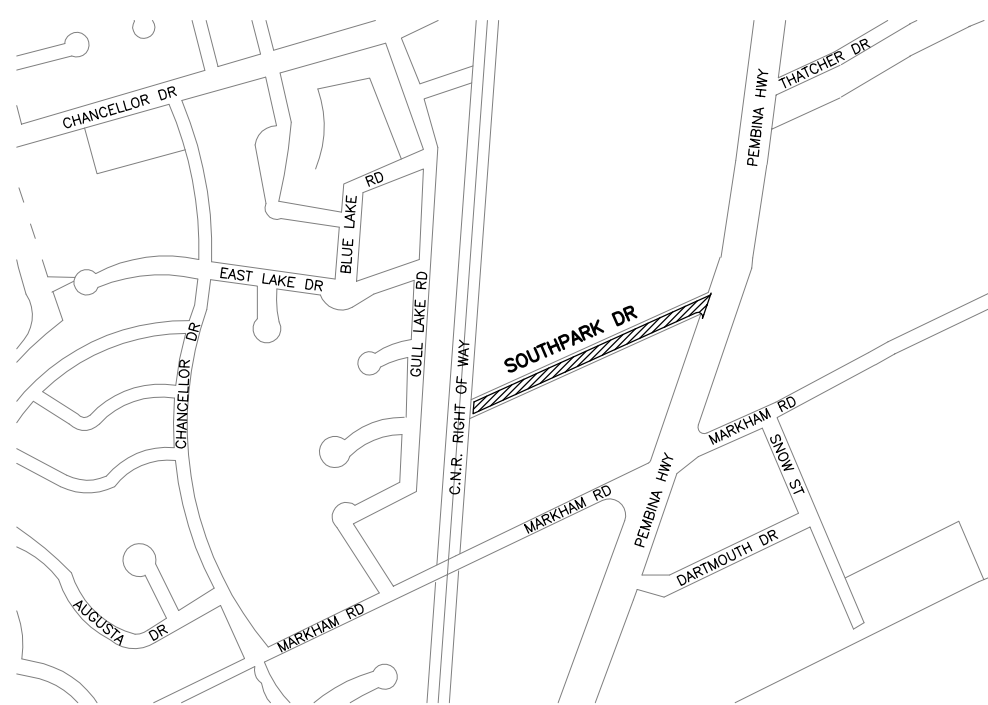 THATCHER DR
CHANCELLOR DR
PEMBINA HWY
BLUE LAKE RD
EAST LAKE DR
GULL LAKE RD
SOUTHPARK DR
CHANCELLOR DR
C.N.R. RIGHT OF WAY
MARKHAM RD
SNOW ST
PEMBINA HWY
MARKHAM RD
DARTMOUTH DR
AUGUSTA DR
MARKHAM RD